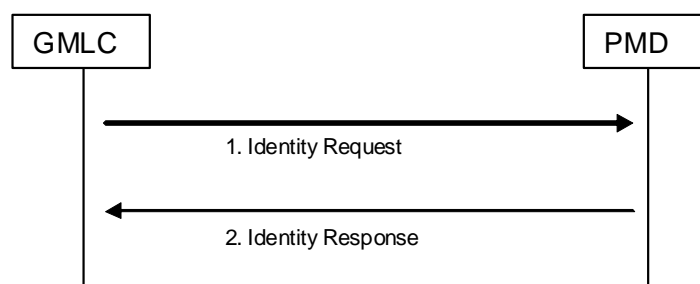 GMLC
PMD
1. Identity Request
2. Identity Response